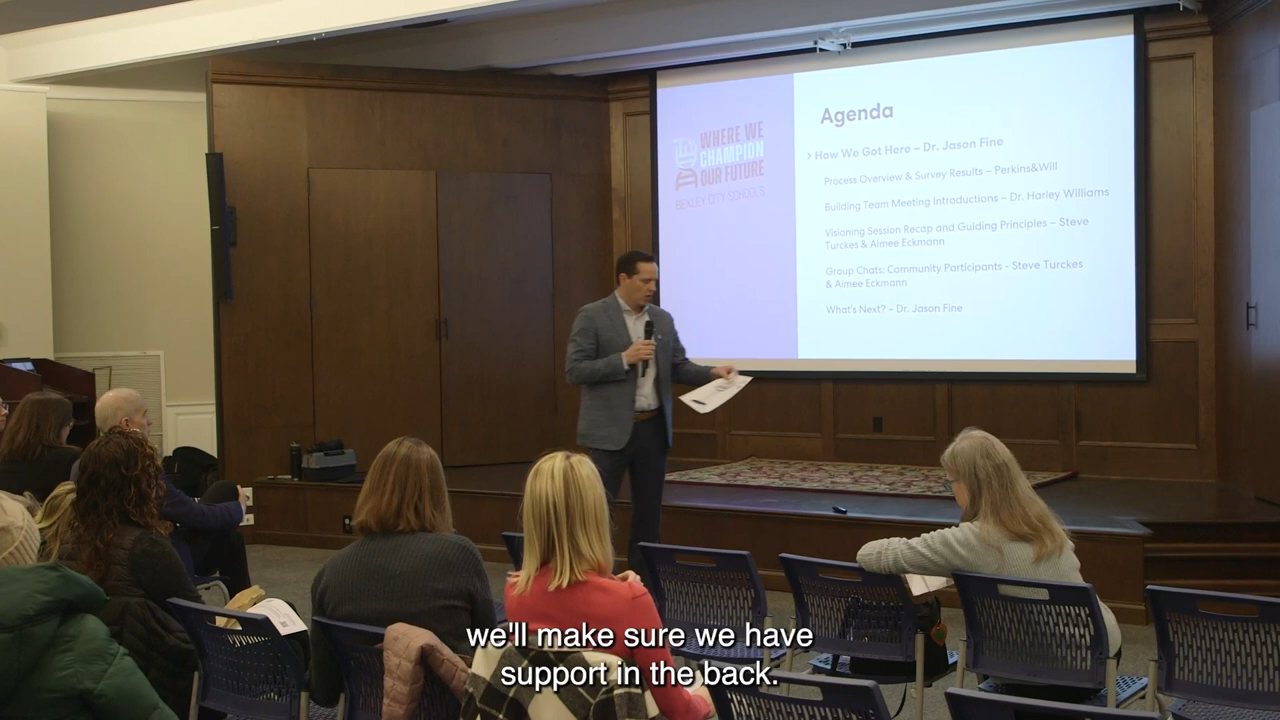 WHERE WE
CHAMPION
OUR FUTURE
BEXLEY CITY SCHOOLS
Agenda
› How We Got Here – Dr. Jason Fine
Process Overview & Survey Results – Perkins&Will
Building Team Meeting Introductions – Dr. Harley Williams
Visioning Session Recap and Guiding Principles – Steve
Turckes & Aimee Eckmann
Group Chats: Community Participants - Steve Turckes
& Aimee Eckmann
What's Next? – Dr. Jason Fine
we'll make sure we have
support in the back.